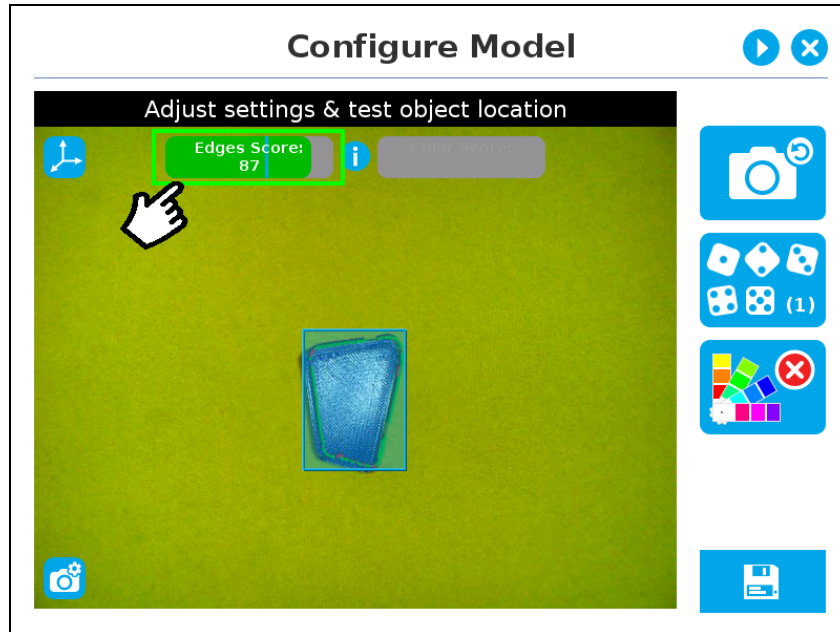 Configure Model
Adjust settings & test object location
Edges Score:
87
i
Color Score:
(1)